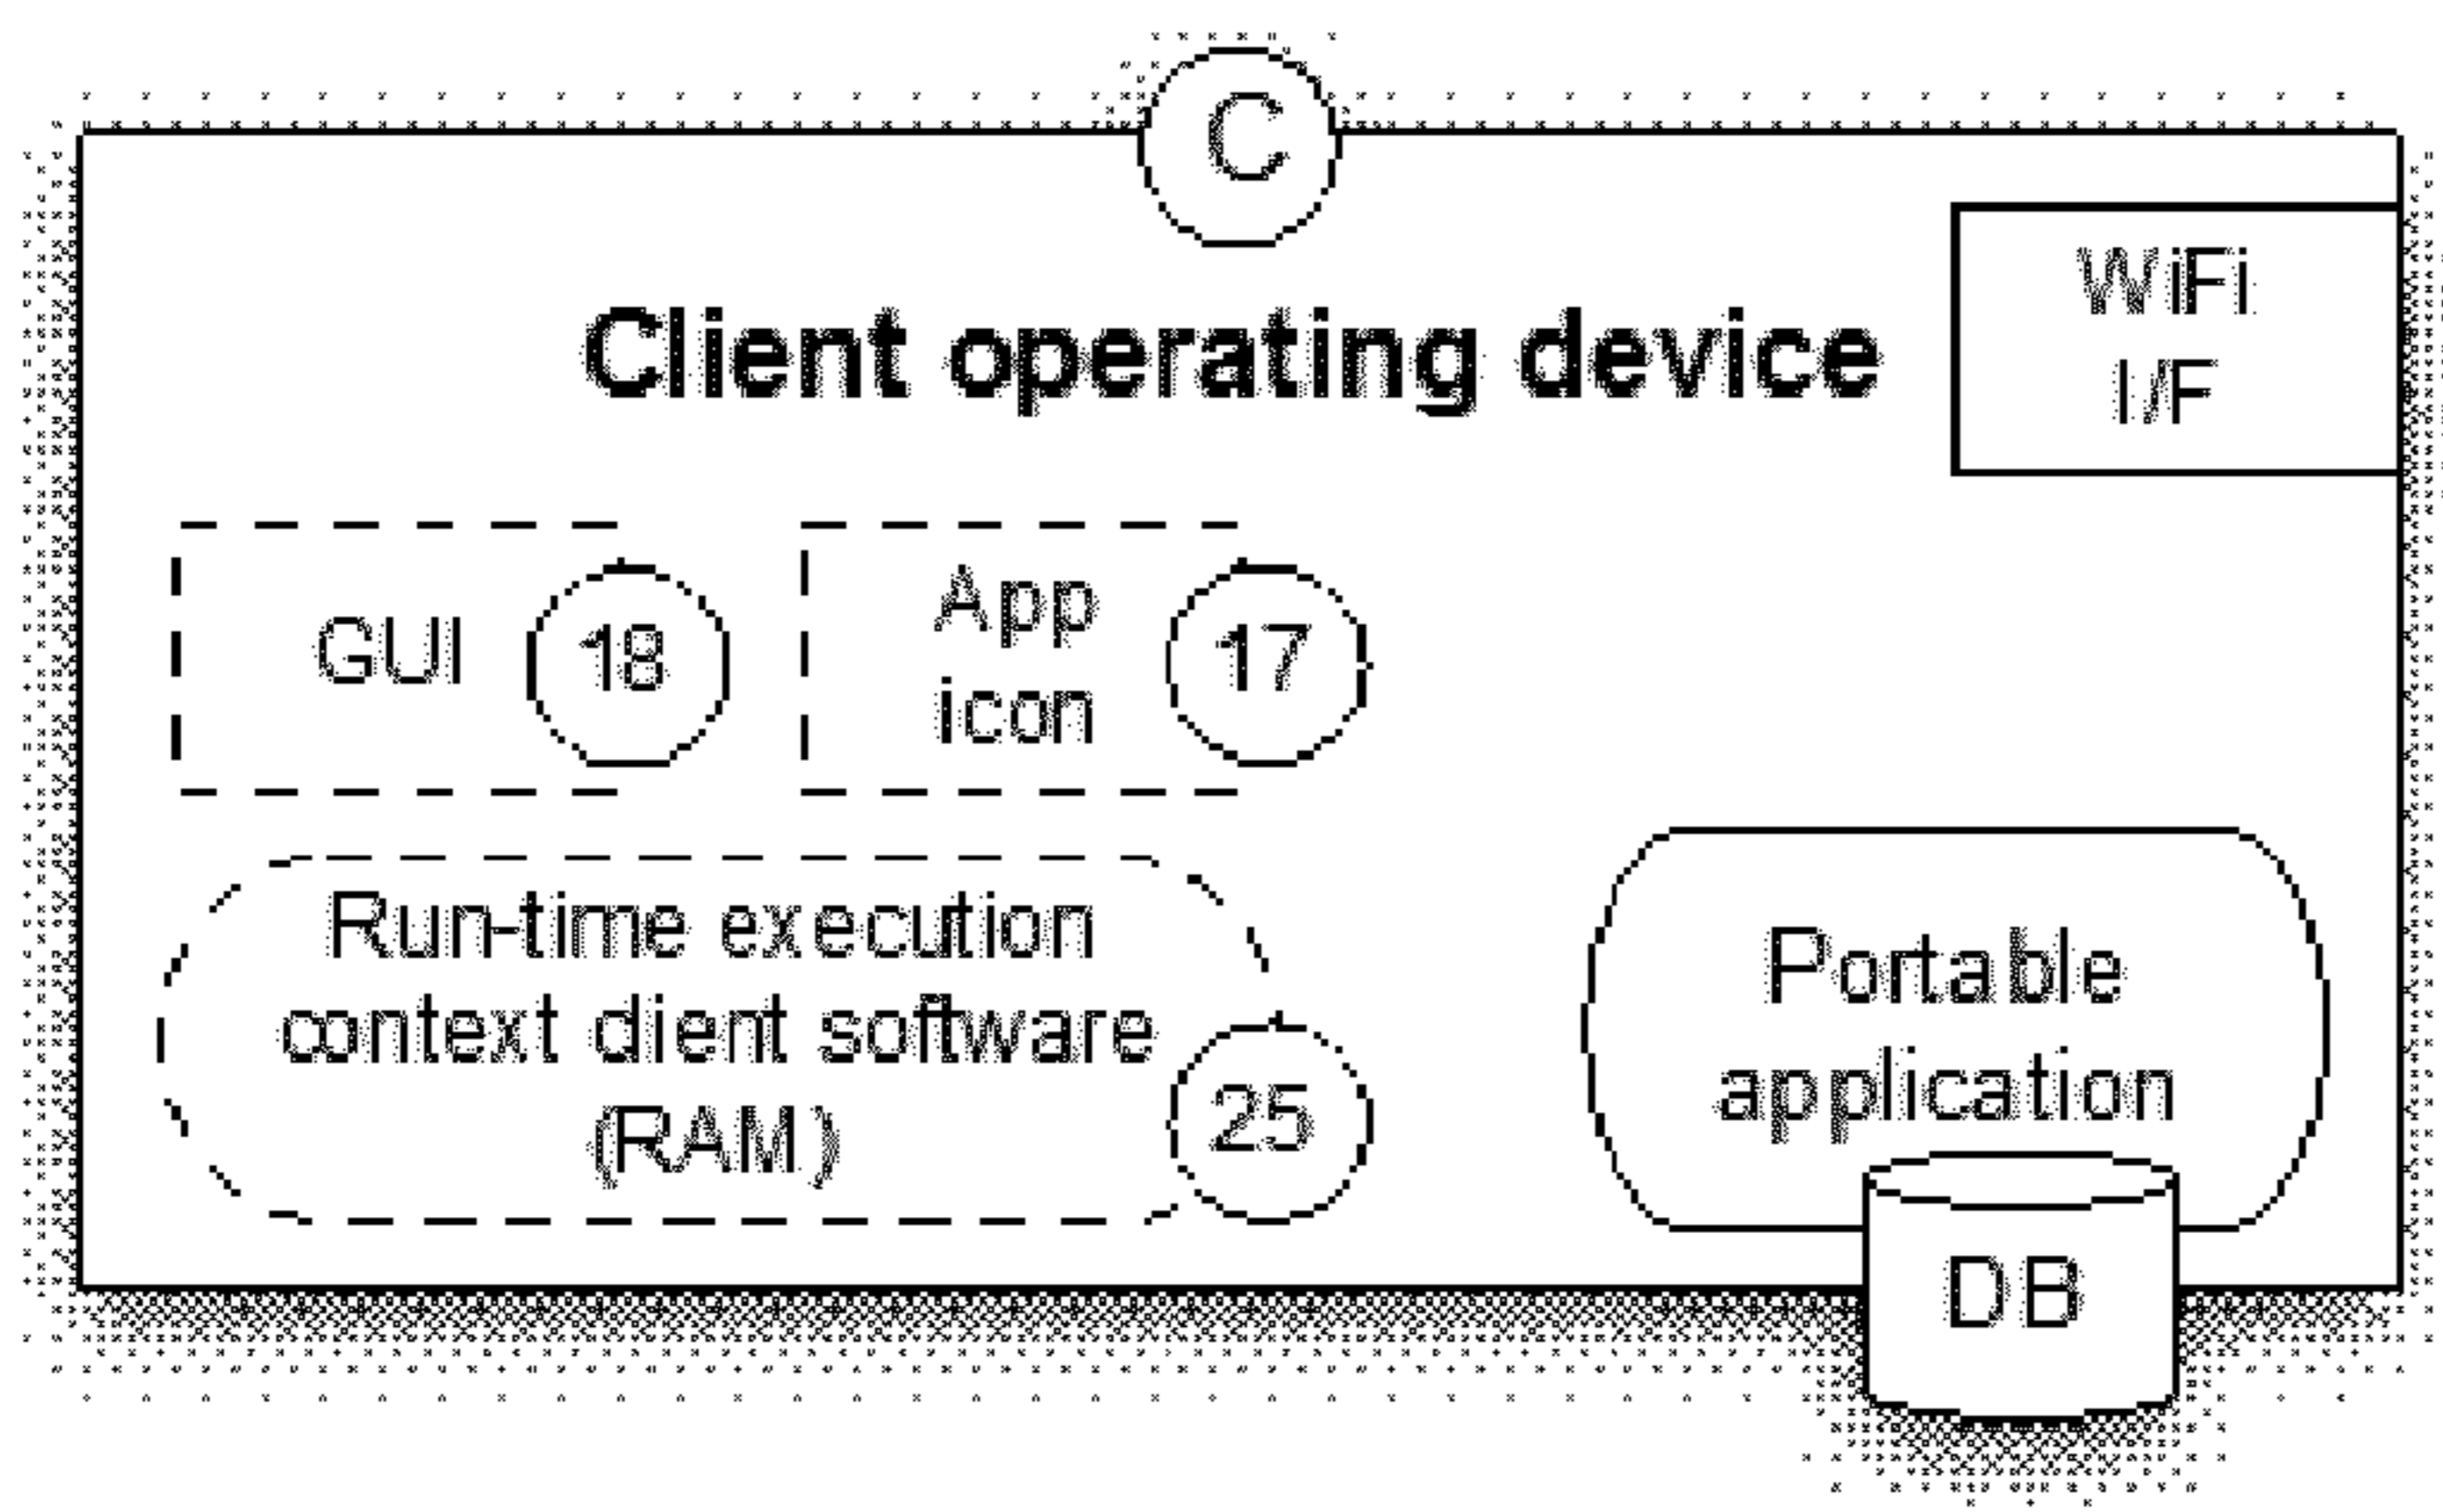 C
Client operating device
WiFi
I/F
GUI
18
App
icon
17
Run-time execution
context client software
(RAM)
25
Portable
application
DB